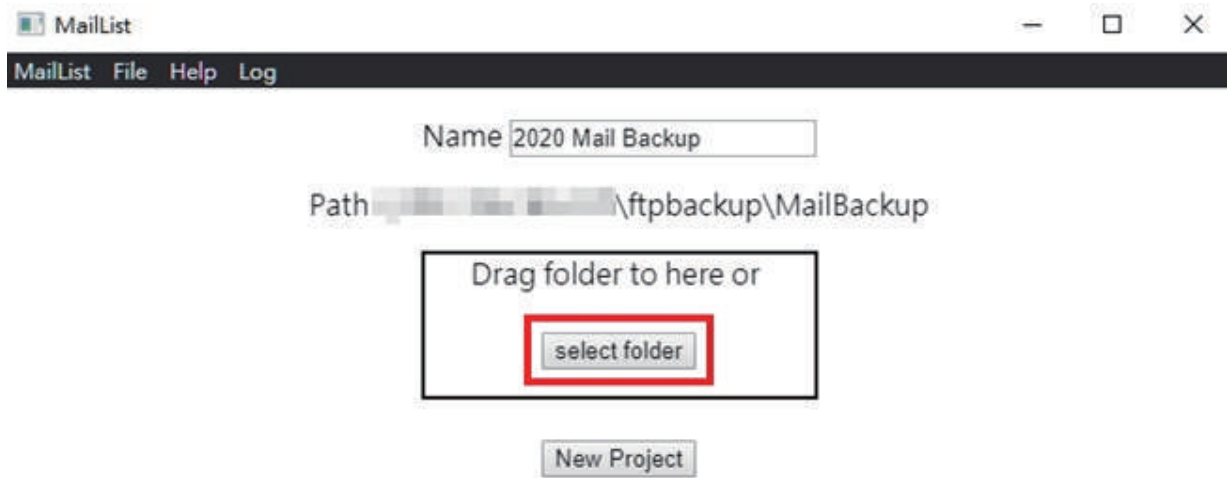 MailList
MailList File Help Log
Name 2020 Mail Backup
Path \ftpbackup\MailBackup
Drag folder to here or
select folder
New Project